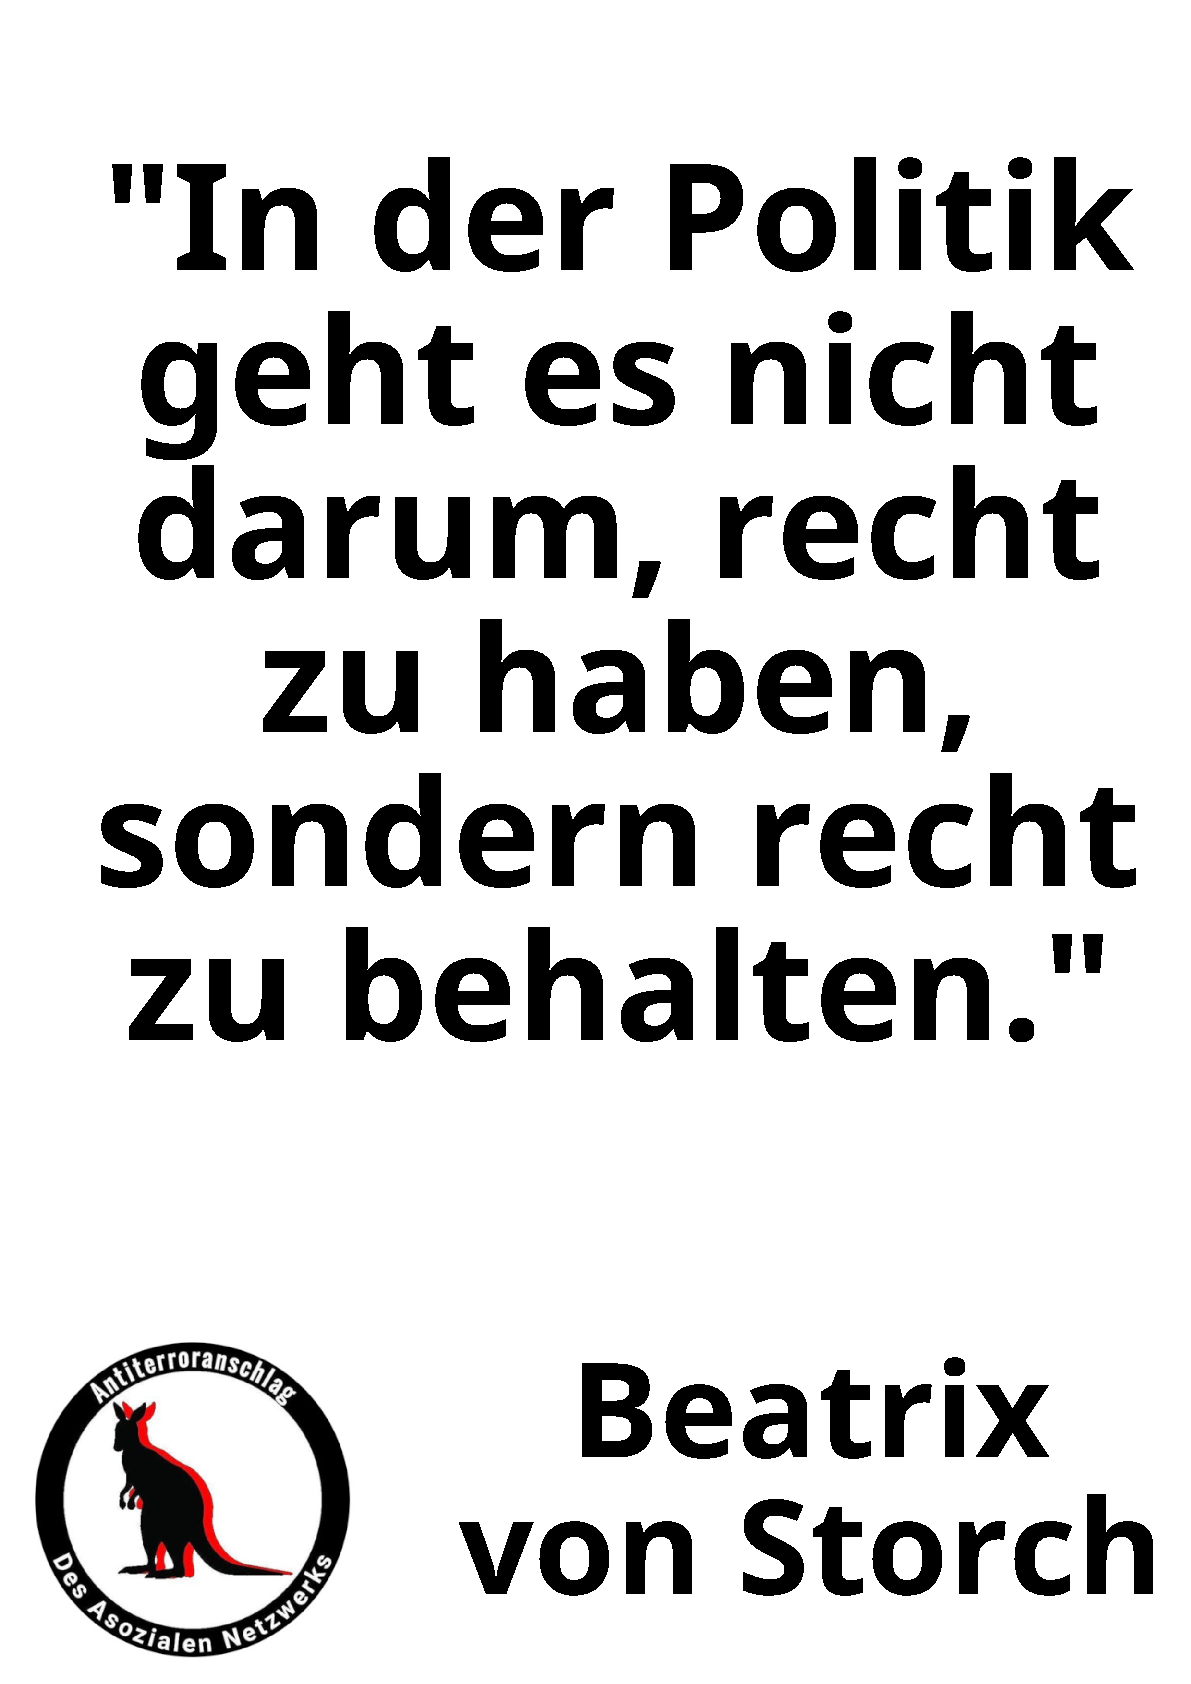 "In der Politik
geht es nicht
darum, recht
zu haben,
sondern recht
zu behalten."
Antiterroranschlag
Des Asozialen Netzwerks
Beatrix
von Storch